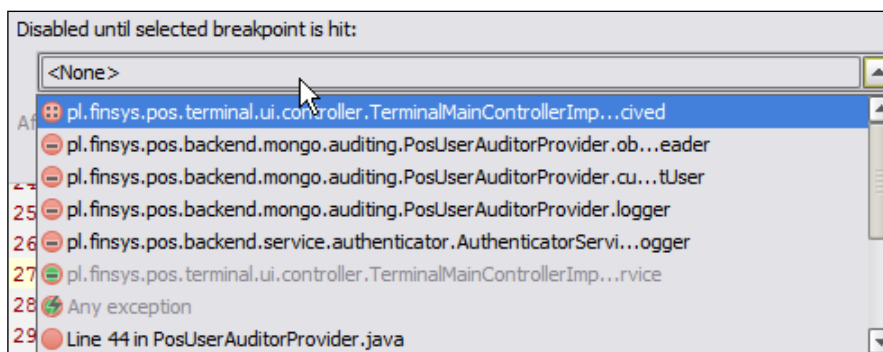 Disabled until selected breakpoint is hit:
<None>
Af
pl.finsys.pos.terminal.ui.controller.TerminalMainControllerImp...cived
pl.finsys.pos.backend.mongo.auditing.PosUserAuditorProvider.ob...eader
pl.finsys.pos.backend.mongo.auditing.PosUserAuditorProvider.cu...tUser
25 pl.finsys.pos.backend.mongo.auditing.PosUserAuditorProvider.logger
26 pl.finsys.pos.backend.service.authenticator.AuthenticatorServi...ogger
27 pl.finsys.pos.terminal.ui.controller.TerminalMainControllerImp...rvice
28 Any exception
29 Line 44 in PosUserAuditorProvider.java